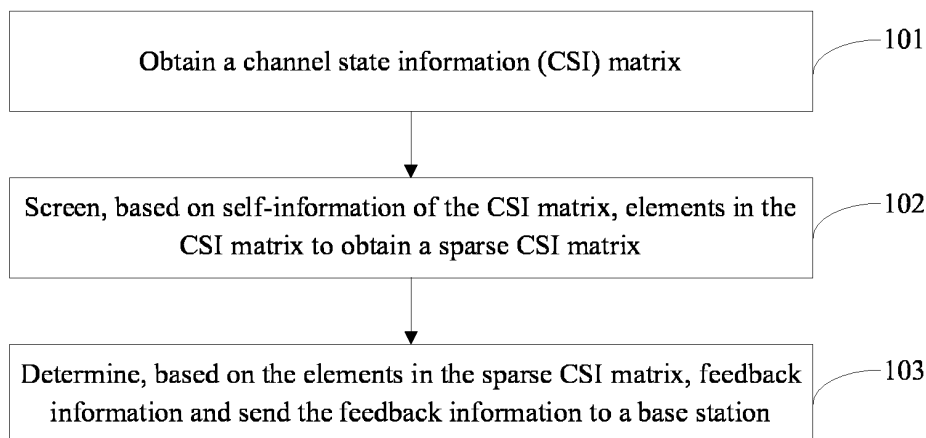 Obtain a channel state information (CSI) matrix
101
Screen, based on self-information of the CSI matrix, elements in the
CSI matrix to obtain a sparse CSI matrix
102
Determine, based on the elements in the sparse CSI matrix, feedback
information and send the feedback information to a base station
103